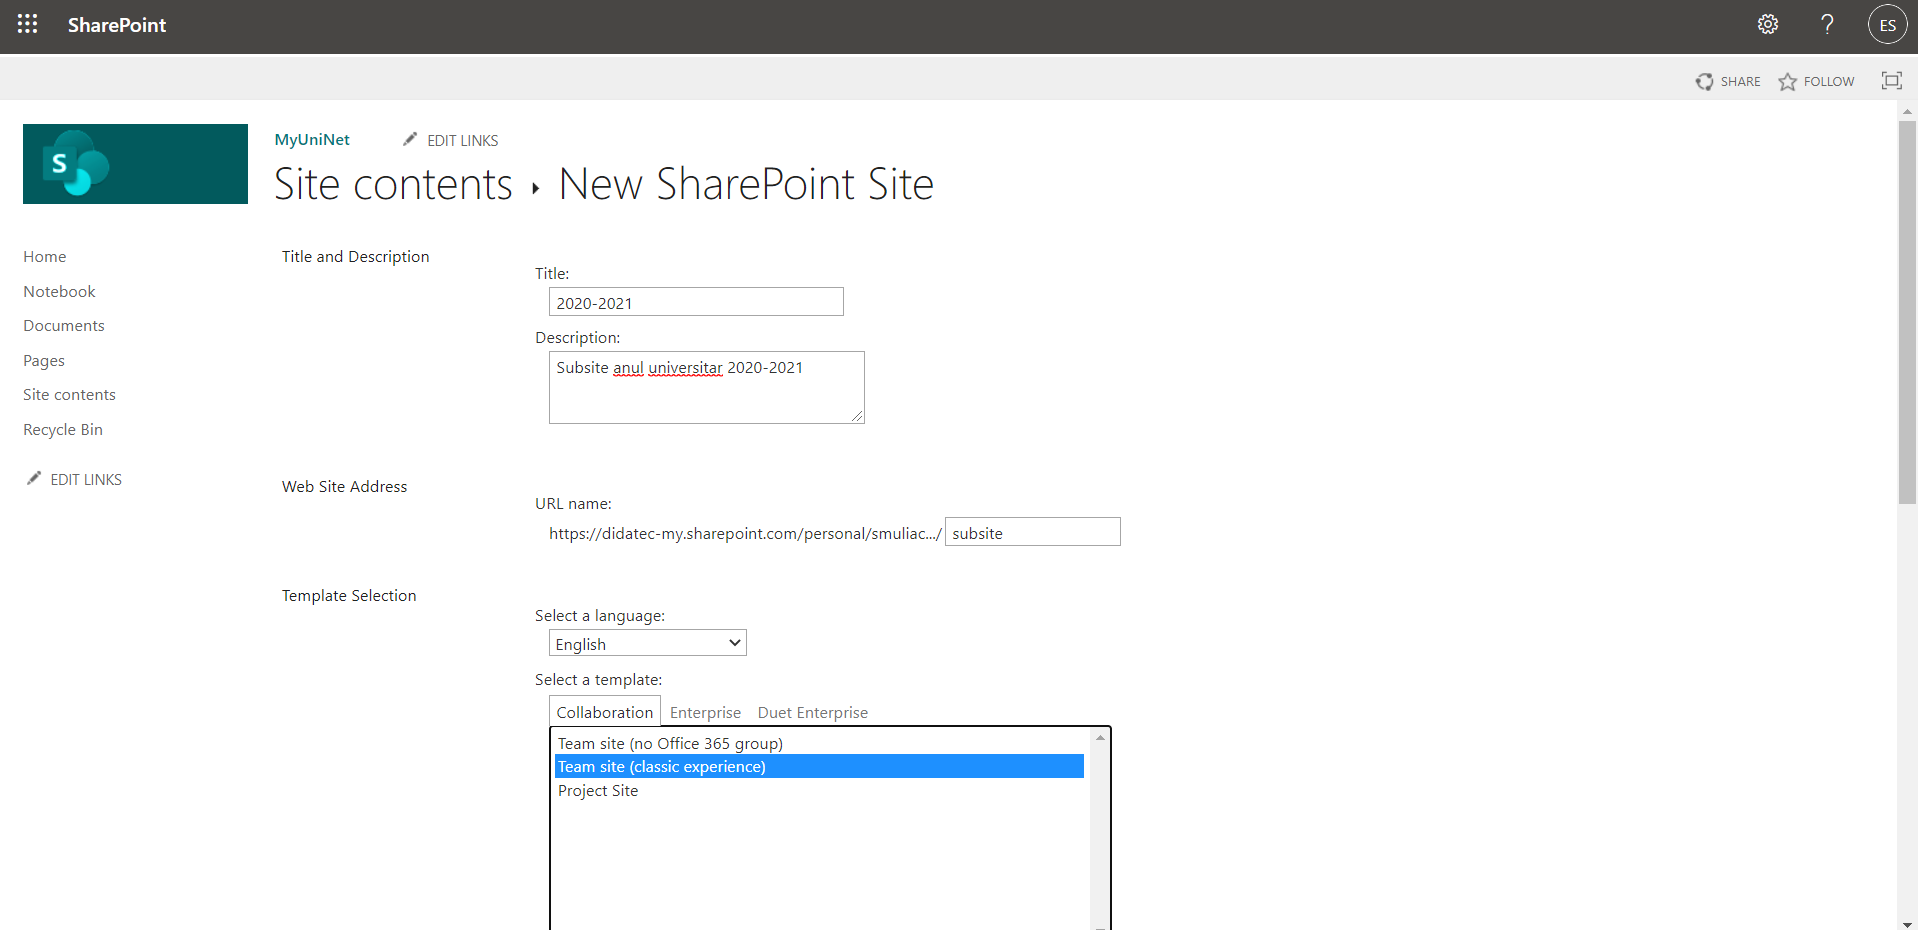 SharePoint
?
ES
SHARE
FOLLOW
S
MyUniNet
EDIT LINKS
Site contents ▸ New SharePoint Site
Home
Notebook
Documents
Pages
Site contents
Recycle Bin
EDIT LINKS
Title and Description
Title:
2020-2021
Description:
Subsite anul universitar 2020-2021
Web Site Address
URL name:
https://didatec-my.sharepoint.com/personal/smuliac.../ subsite
Template Selection
Select a language:
English
Select a template:
Collaboration Enterprise Duet Enterprise
Team site (no Office 365 group)
Team site (classic experience)
Project Site